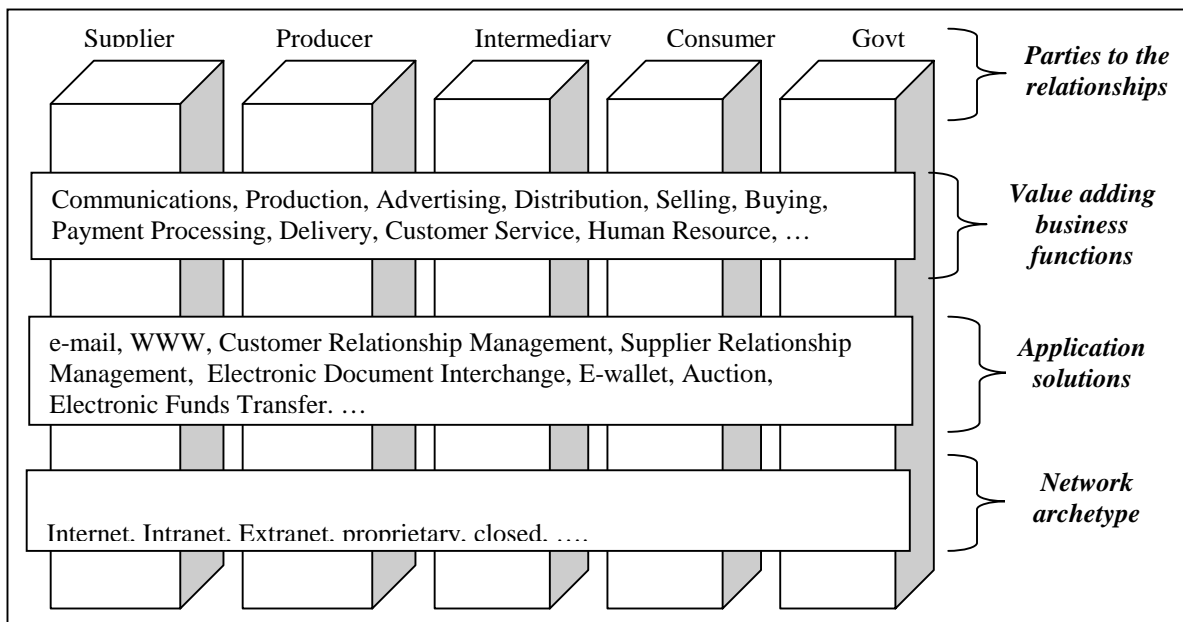 Supplier Producer Intermediary Consumer Govt
Parties to the
relationships
Communications, Production, Advertising, Distribution, Selling, Buying,
Payment Processing, Delivery, Customer Service, Human Resource, …
Value adding
business
functions
e-mail, WWW, Customer Relationship Management, Supplier Relationship
Management, Electronic Document Interchange, E-wallet, Auction,
Electronic Funds Transfer. …
Application
solutions
Internet, Intranet, Extranet, proprietary, closed, ….
Network
archetype